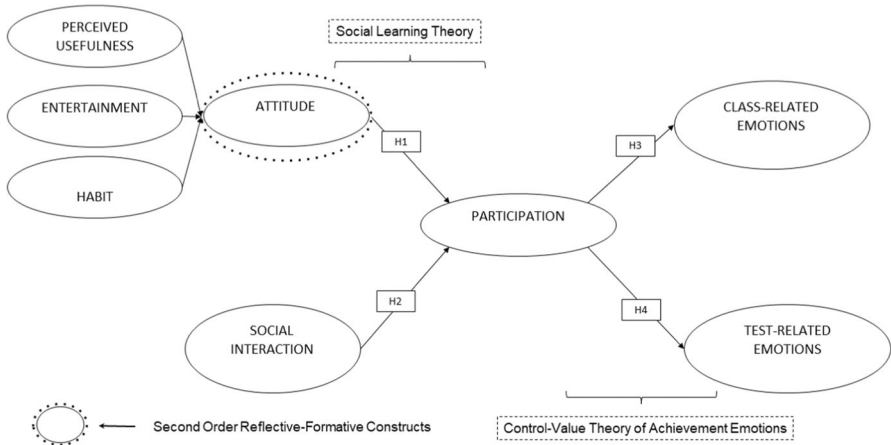 PERCEIVED
USEFULNESS
Social Learning Theory
ENTERTAINMENT
ATTITUDE
CLASS-RELATED
EMOTIONS
H1
H3
HABIT
PARTICIPATION
H2
H4
SOCIAL
INTERACTION
TEST-RELATED
EMOTIONS
Second Order Reflective-Formative Constructs
Control-Value Theory of Achievement Emotions